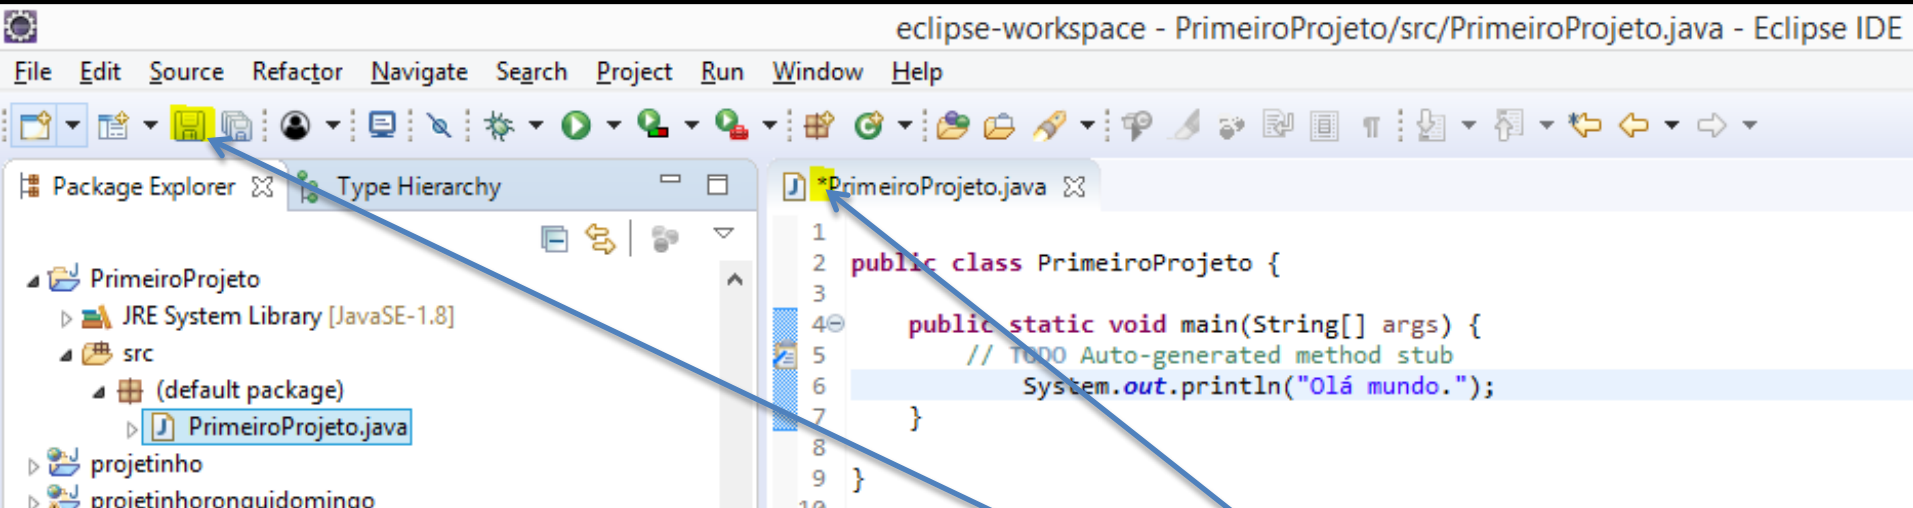 eclipse-workspace - PrimeiroProjeto/src/PrimeiroProjeto.java - Eclipse IDE
File Edit Source Refactor Navigate Search Project Run Window Help
Package Explorer Type Hierarchy
*PrimeiroProjeto.java
PrimeiroProjeto
JRE System Library [JavaSE-1.8]
src
(default package)
PrimeiroProjeto.java
projetinho
projetinhoronquidomingo
1
2 public class PrimeiroProjeto {
3
4 public static void main(String[] args) {
5 // TODO Auto-generated method stub
6 System.out.println("Olá mundo.");
7 }
8
9 }
10